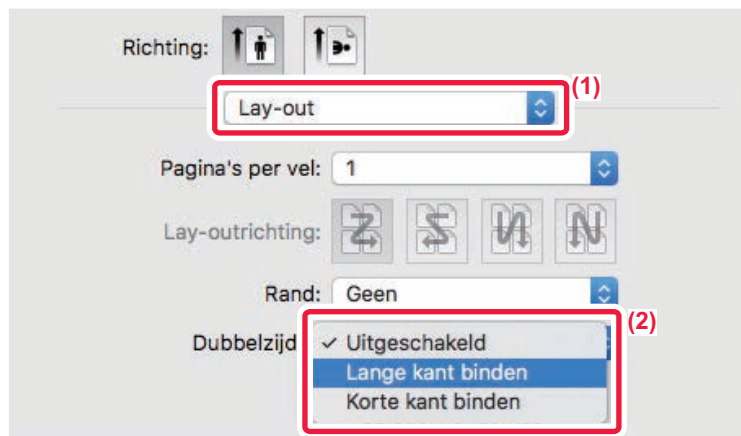 Richting:
(1)
Lay-out
Pagina's per vel: 1
Lay-outrichting:
Rand: Geen
(2)
Dubbelzijd ✓ Uitgeschakeld
Lange kant binden
Korte kant binden